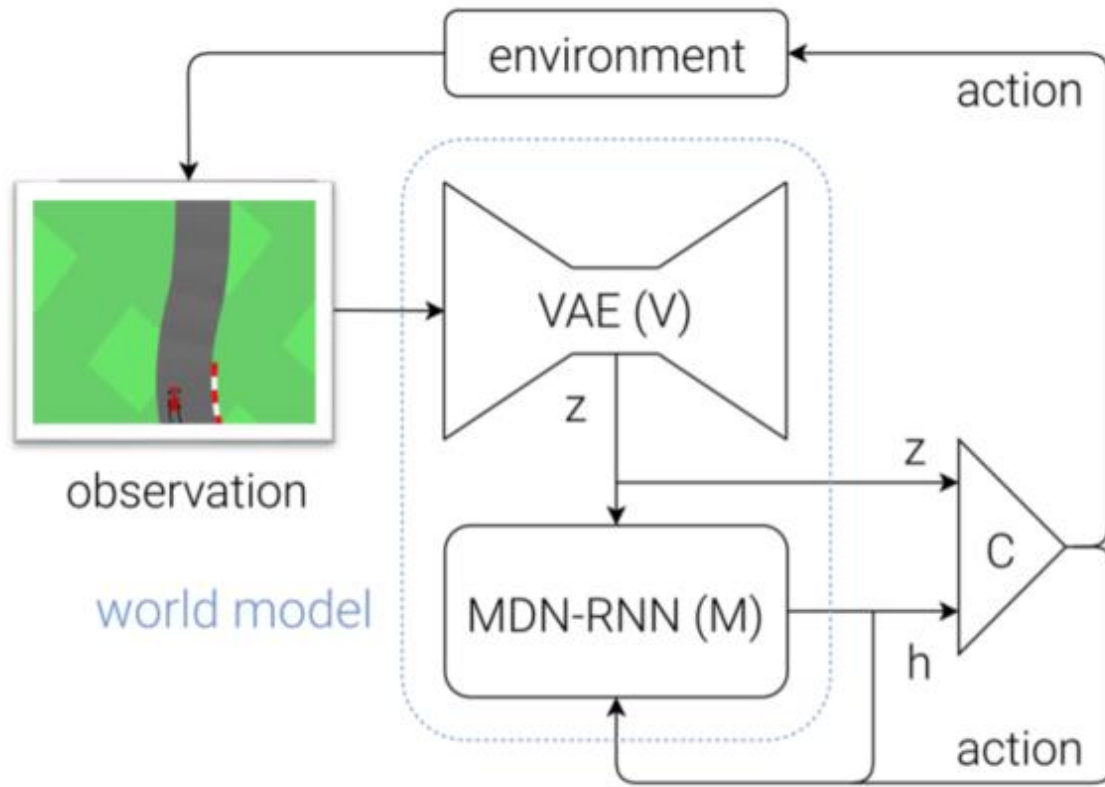 environment
action
VAE (V)
z
observation
z
C
world model
MDN-RNN (M)
h
action